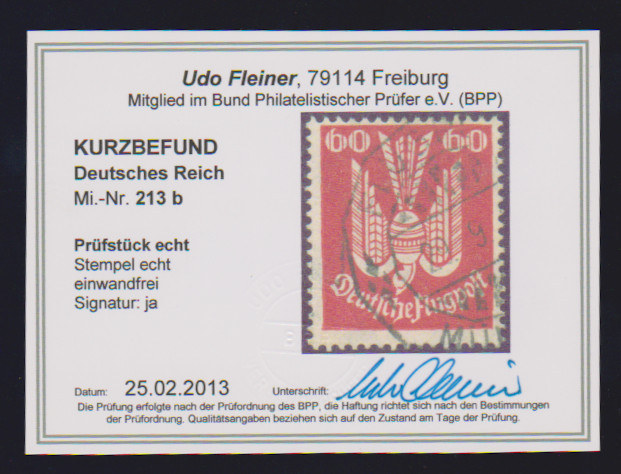 Udo Fleiner, 79114 Freiburg
Mitglied im Bund Philatelistischer Prüfer e.V. (BPP)
KURZBEFUND
Deutsches Reich
Mi.-Nr. 213 b
Prüfstück echt
Stempel echt
einwandfrei
Signatur: ja
60 60
Deutsche Flugpost
Datum: 25.02.2013 Unterschrift:
Die Prüfung erfolgte nach der Prüfordnung des BPP, die Haftung richtet sich nach den Bestimmungen
der Prüfordnung. Qualitätsangaben beziehen sich auf den Zustand am Tage der Prüfung.